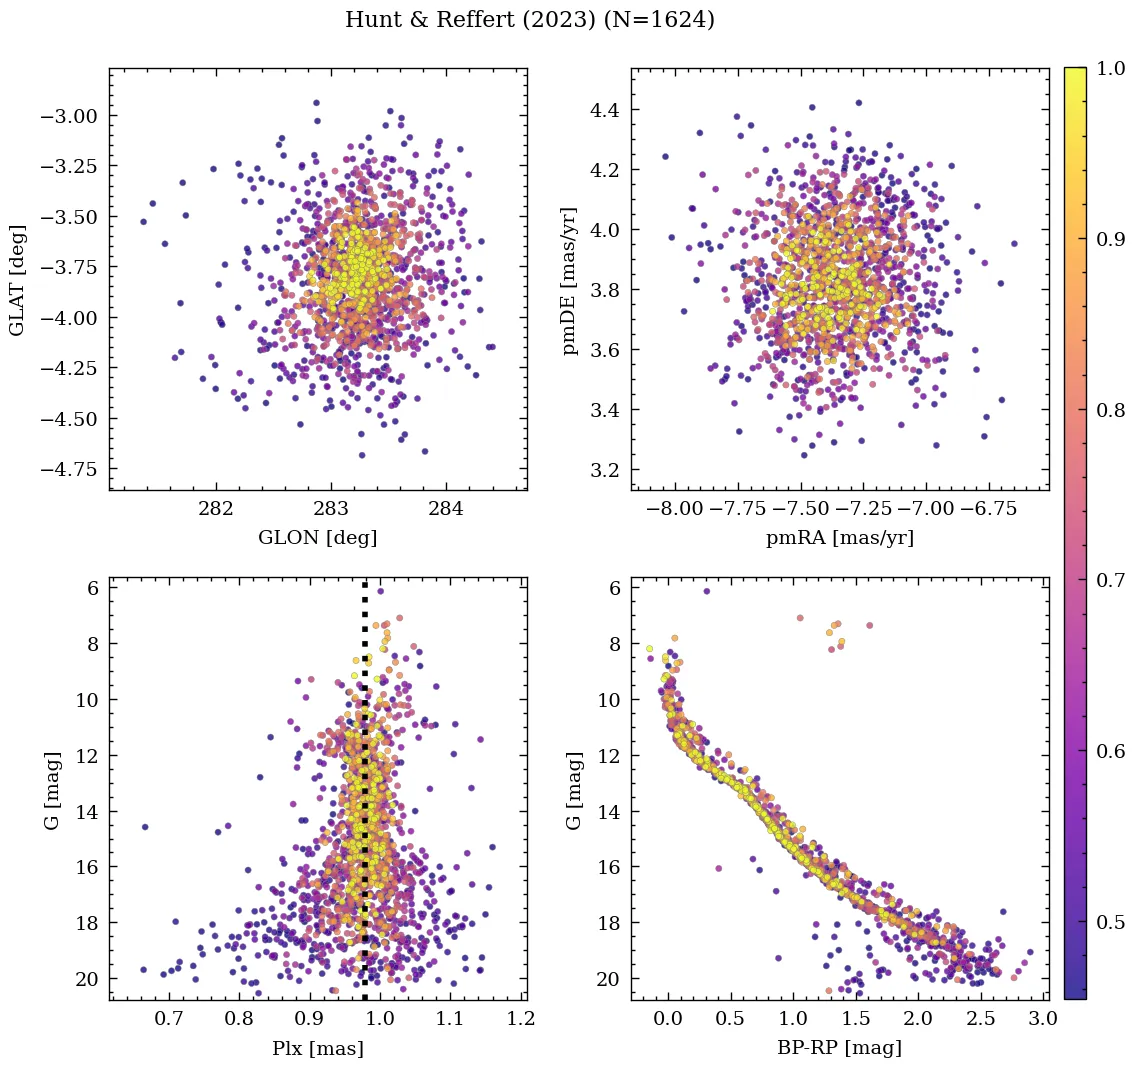 Hunt & Reffert (2023) (N=1624)
−3.00
−3.25
−3.50
−3.75
−4.00
−4.25
−4.50
−4.75
GLAT [deg]
282 283 284
GLON [deg]
4.4
4.2
4.0
3.8
3.6
3.4
3.2
pmDE [mas/yr]
−8.00 −7.75 −7.50 −7.25 −7.00 −6.75
pmRA [mas/yr]
6
8
10
12
14
16
18
20
G [mag]
0.7 0.8 0.9 1.0 1.1 1.2
Plx [mas]
6
8
10
12
14
16
18
20
G [mag]
0.0 0.5 1.0 1.5 2.0 2.5 3.0
BP-RP [mag]
1.0
0.9
0.8
0.7
0.6
0.5